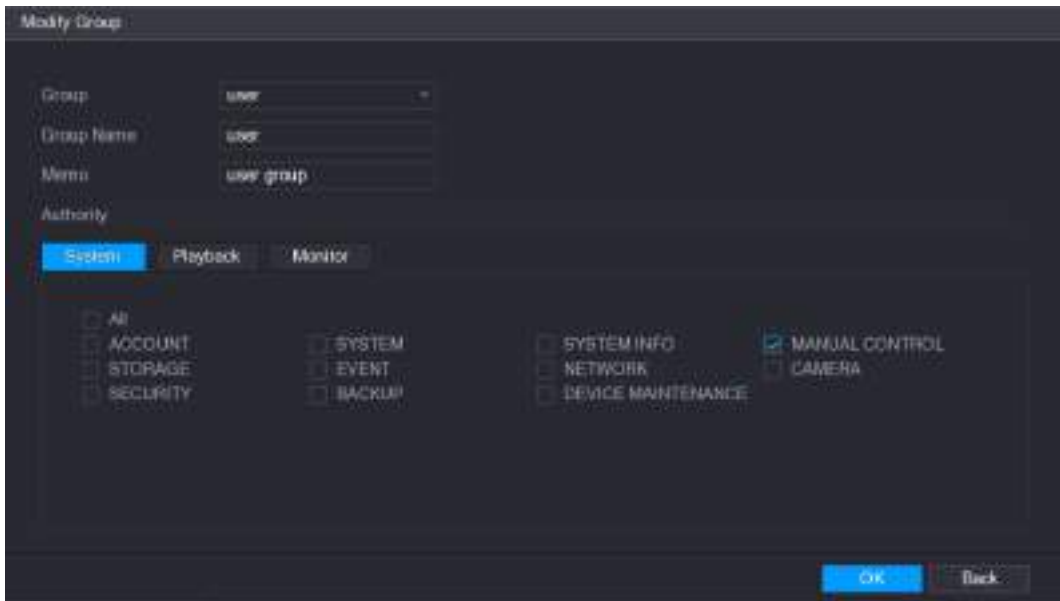 Modify Group
Group user
Group Name user
Memo user group
Authority
System Playback Monitor
All
ACCOUNT SYSTEM SYSTEM INFO MANUAL CONTROL
STORAGE EVENT NETWORK CAMERA
SECURITY BACKUP DEVICE MAINTENANCE
OK Back